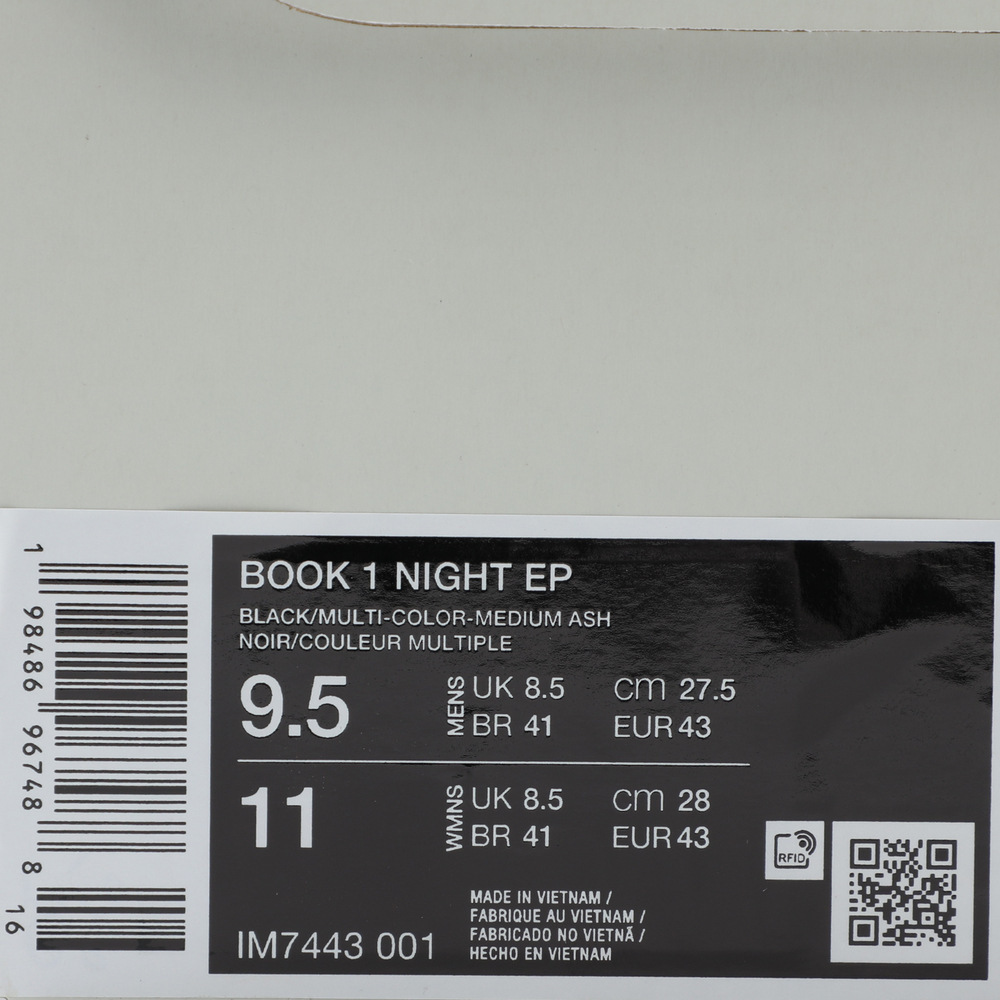 BOOK 1 NIGHT EP
BLACK/MULTI-COLOR-MEDIUM ASH
NOIR/COULEUR MULTIPLE
9.5
MENS
UK 8.5 cm 27.5
BR 41 EUR 43
11
WMNS
UK 8.5 cm 28
BR 41 EUR 43
RFID
MADE IN VIETNAM /
FABRIQUE AU VIETNAM /
FABRICADO NO VIETNÃ /
HECHO EN VIETNAM
IM7443 001
1 98486 96748 8
16